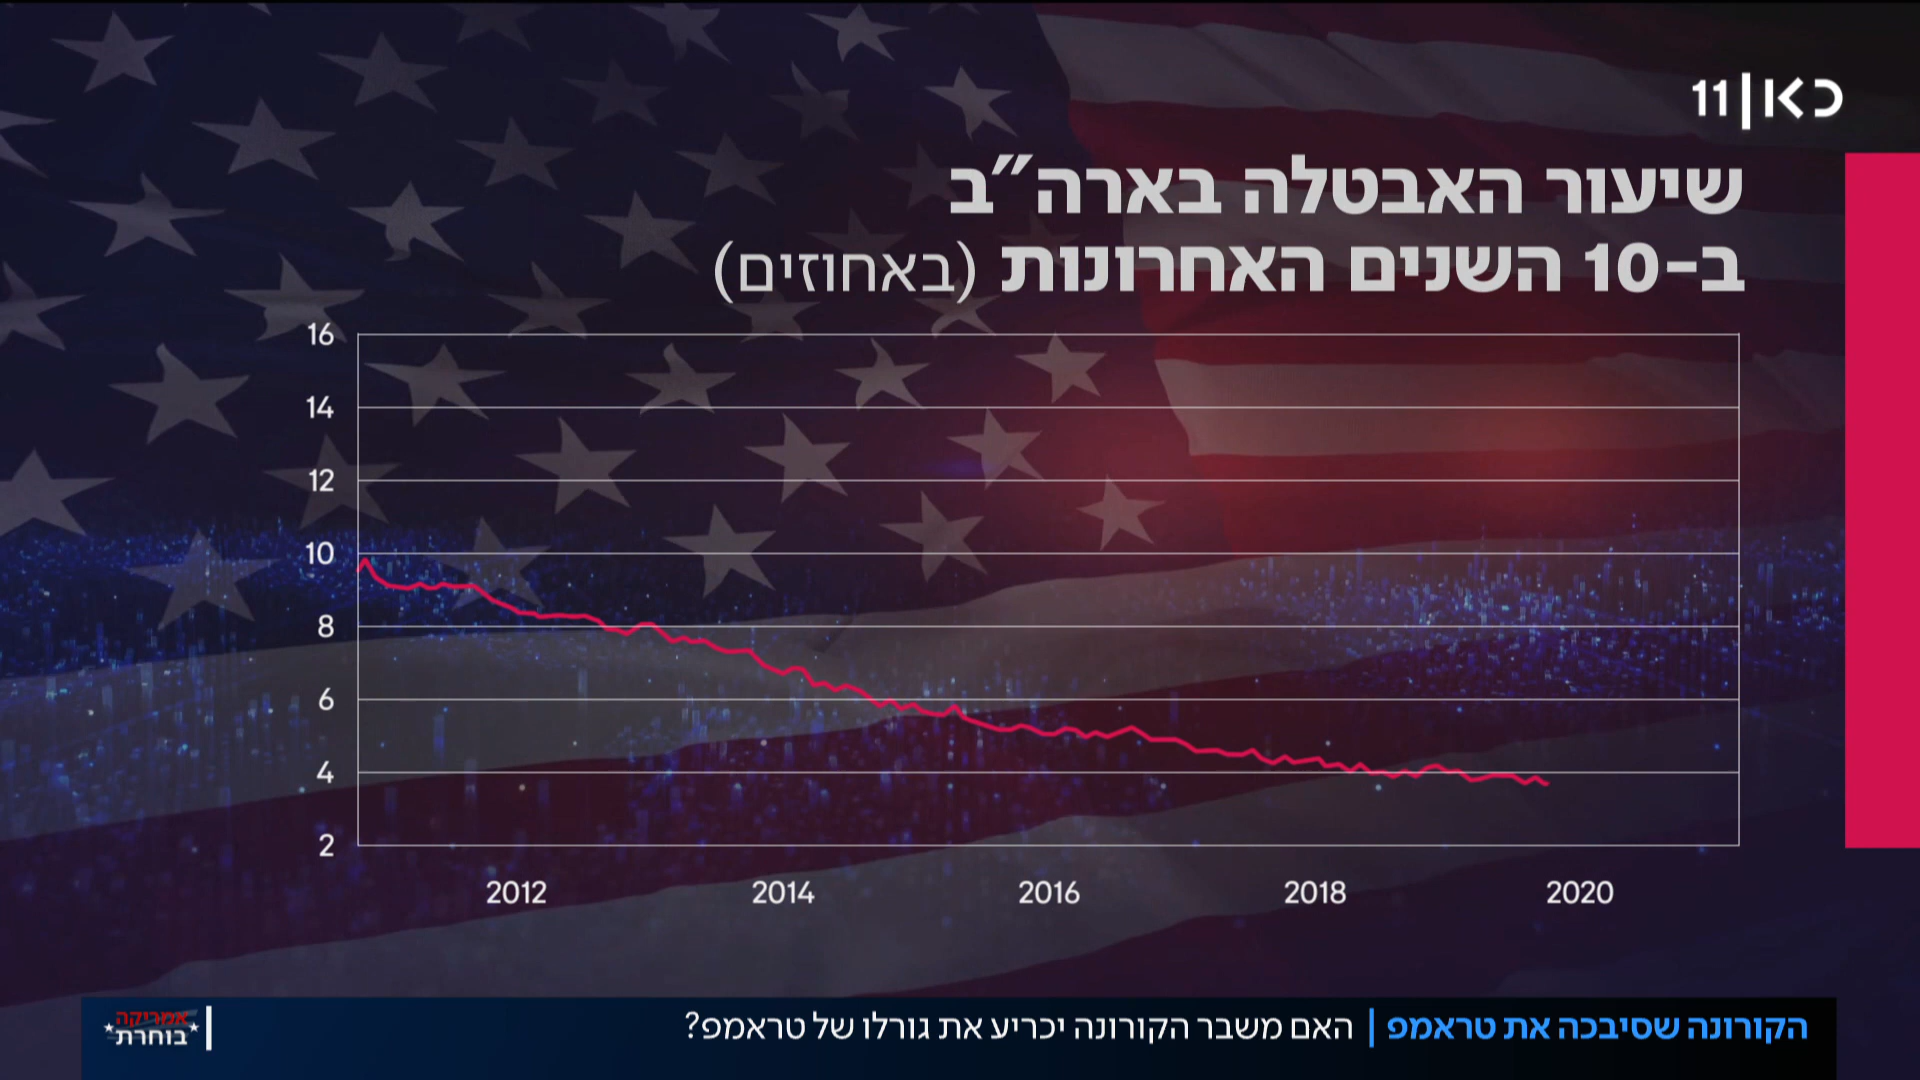 כאן 11
שיעור האבטלה בארה"ב
ב-10 השנים האחרונות (באחוזים)
16
14
12
10
8
6
4
2
2012 2014 2016 2018 2020
הקורונה שסיבכה את טראמפ | האם משבר הקורונה יכריע את גורלו של טראמפ?
אמריקה
בוחרת